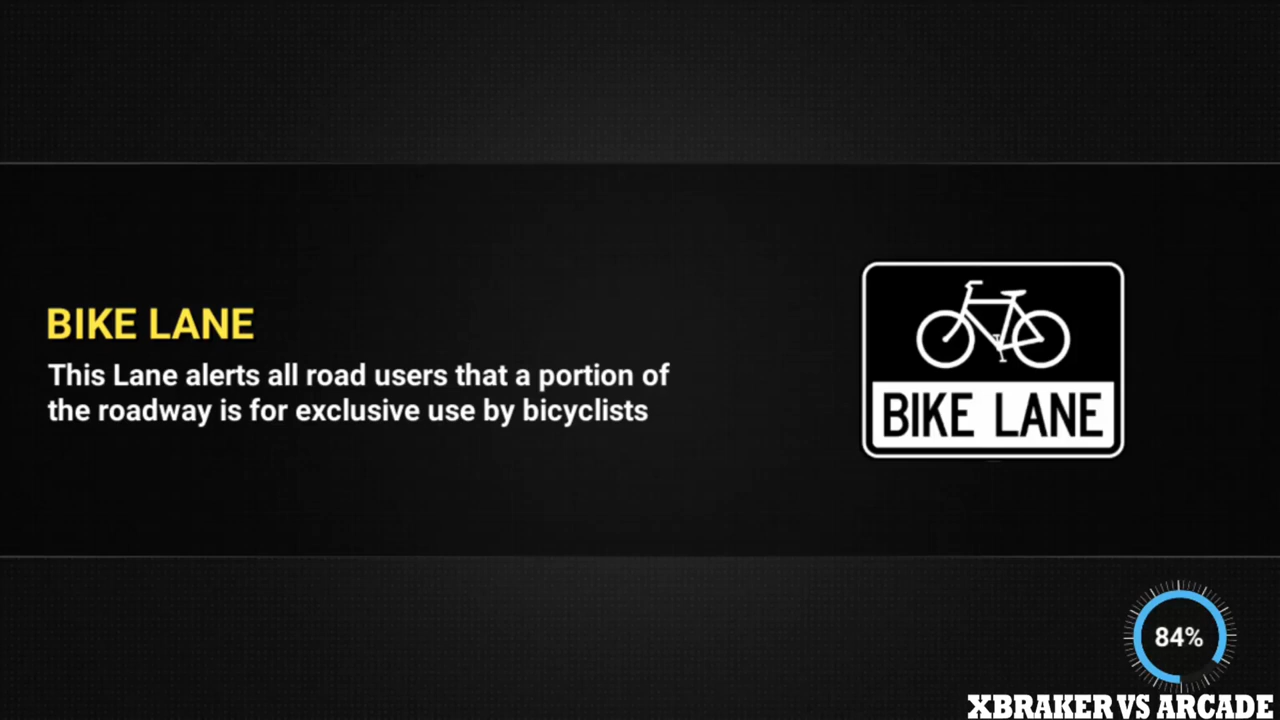 BIKE LANE
This Lane alerts all road users that a portion of
the roadway is for exclusive use by bicyclists
BIKE LANE
84%
XBRAKER VS ARCADE